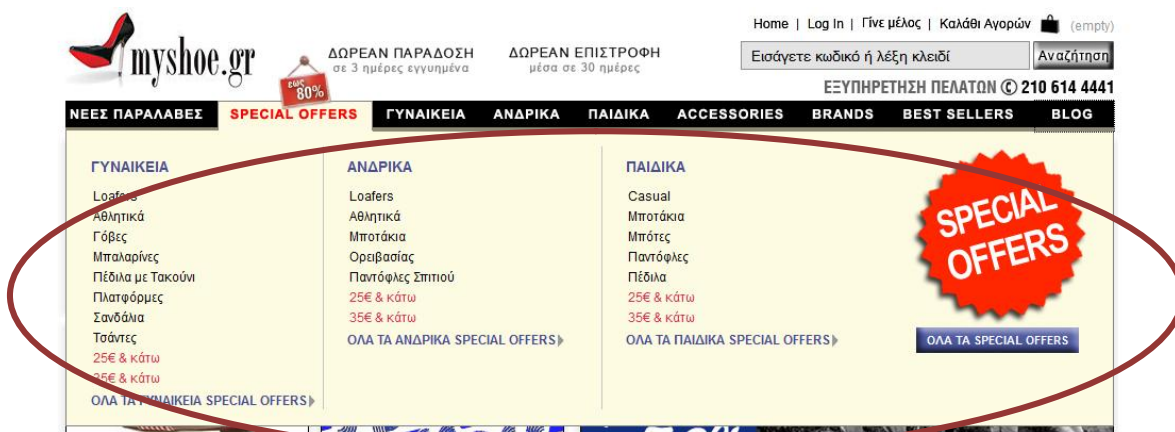 Home | Log In | Γίνε μέλος | Καλάθι Αγορών (empty)
myshoe.gr
ΔΩΡΕΑΝ ΠΑΡΑΔΟΣΗ
σε 3 ημέρες εγγυημένα
ΔΩΡΕΑΝ ΕΠΙΣΤΡΟΦΗ
μέσα σε 30 ημέρες
Εισάγετε κωδικό ή λέξη κλειδί
Αναζήτηση
εως
80%
ΕΞΥΠΗΡΕΤΗΣΗ ΠΕΛΑΤΩΝ 210 614 4441
ΝΕΕΣ ΠΑΡΑΛΑΒΕΣ SPECIAL OFFERS ΓΥΝΑΙΚΕΙΑ ΑΝΔΡΙΚΑ ΠΑΙΔΙΚΑ ACCESSORIES BRANDS BEST SELLERS BLOG
ΓΥΝΑΙΚΕΙΑ
Loafers
Αθλητικά
Γόβες
Μπαλαρίνες
Πέδιλα με Τακούνι
Πλατφόρμες
Σανδάλια
Τσάντες
25€ & κάτω
35€ & κάτω
ΟΛΑ ΤΑ ΓΥΝΑΙΚΕΙΑ SPECIAL OFFERS
ΑΝΔΡΙΚΑ
Loafers
Αθλητικά
Μποτάκια
Ορειβασίας
Παντόφλες Σπιτιού
25€ & κάτω
35€ & κάτω
ΟΛΑ ΤΑ ΑΝΔΡΙΚΑ SPECIAL OFFERS
ΠΑΙΔΙΚΑ
Casual
Μποτάκια
Μπότες
Παντόφλες
Πέδιλα
25€ & κάτω
35€ & κάτω
ΟΛΑ ΤΑ ΠΑΙΔΙΚΑ SPECIAL OFFERS
SPECIAL
OFFERS
ΟΛΑ ΤΑ SPECIAL OFFERS